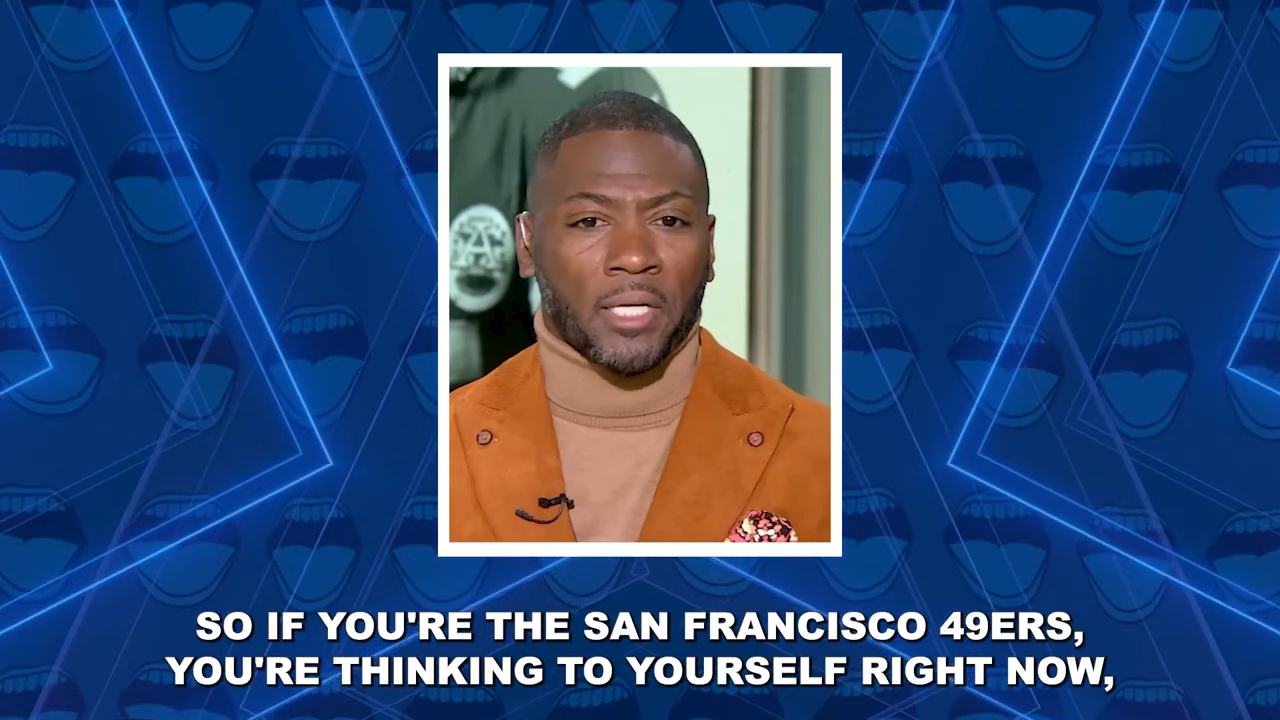 SO IF YOU'RE THE SAN FRANCISCO 49ERS,
YOU'RE THINKING TO YOURSELF RIGHT NOW,